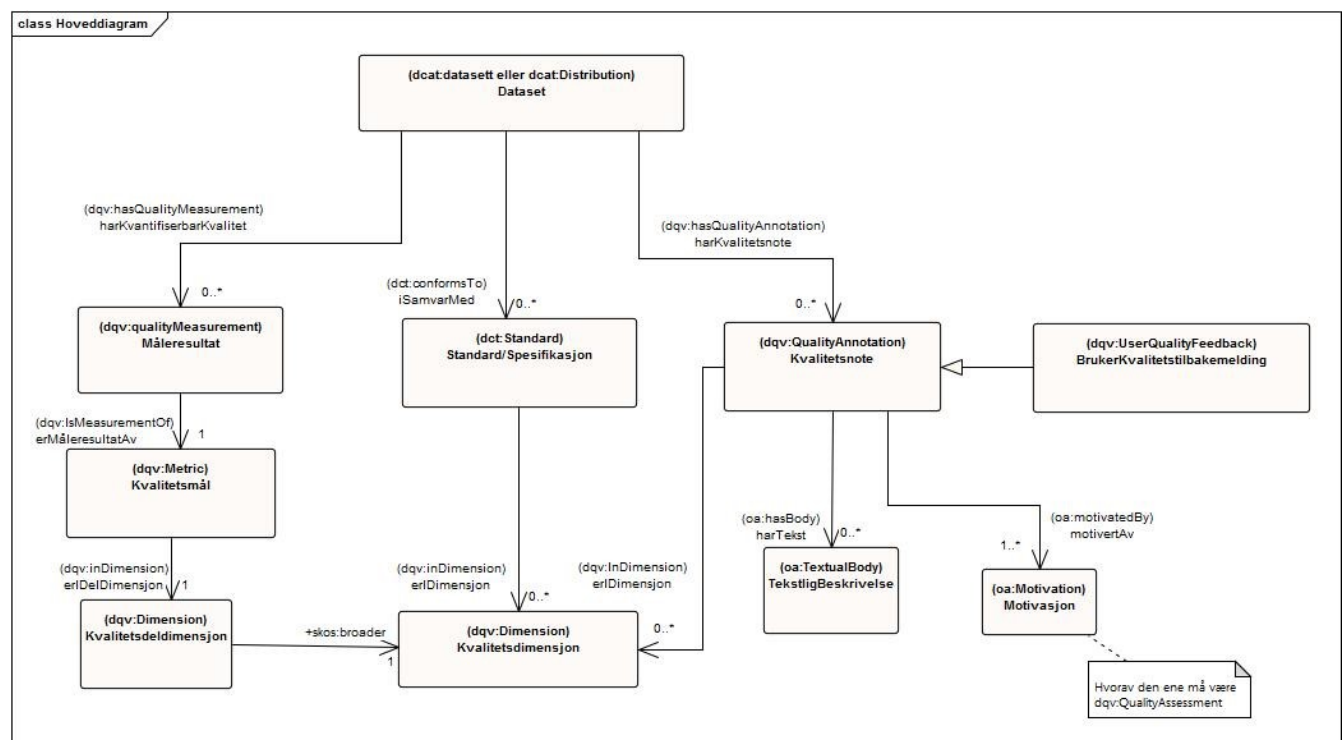 class Hoveddiagram
(dcat:datasett eller dcat:Distribution)
Dataset
(dqv:hasQualityMeasurement)
harKvantifiserbarKvalitet
0..*
(dct:conformsTo)
iSamvarMed
0..*
(dqv:hasQualityAnnotation)
harKvalitetsnote
0..*
(dqv:qualityMeasurement)
Måleresultat
(dct:Standard)
Standard/Spesifikasjon
(dqv:QualityAnnotation)
Kvalitetsnote
(dqv:UserQualityFeedback)
BrukerKvalitetstilbakemelding
(dqv:IsMeasurementOf)
erMåleresultatAv
1
(dqv:Metric)
Kvalitetsmål
(oa:hasBody)
harTekst
0..*
(oa:motivatedBy)
motivertAv
1..*
(dqv:inDimension)
erIDelDimensjon
1
(dqv:inDimension)
erIDimensjon
0..*
(dqv:InDimension)
erIDimensjon
0..*
(oa:TextualBody)
TekstligBeskrivelse
(oa:Motivation)
Motivasjon
(dqv:Dimension)
Kvalitetsdeldimensjon
+skos:broader
1
(dqv:Dimension)
Kvalitetsdimensjon
Hvorav den ene må være
dqv:QualityAssessment